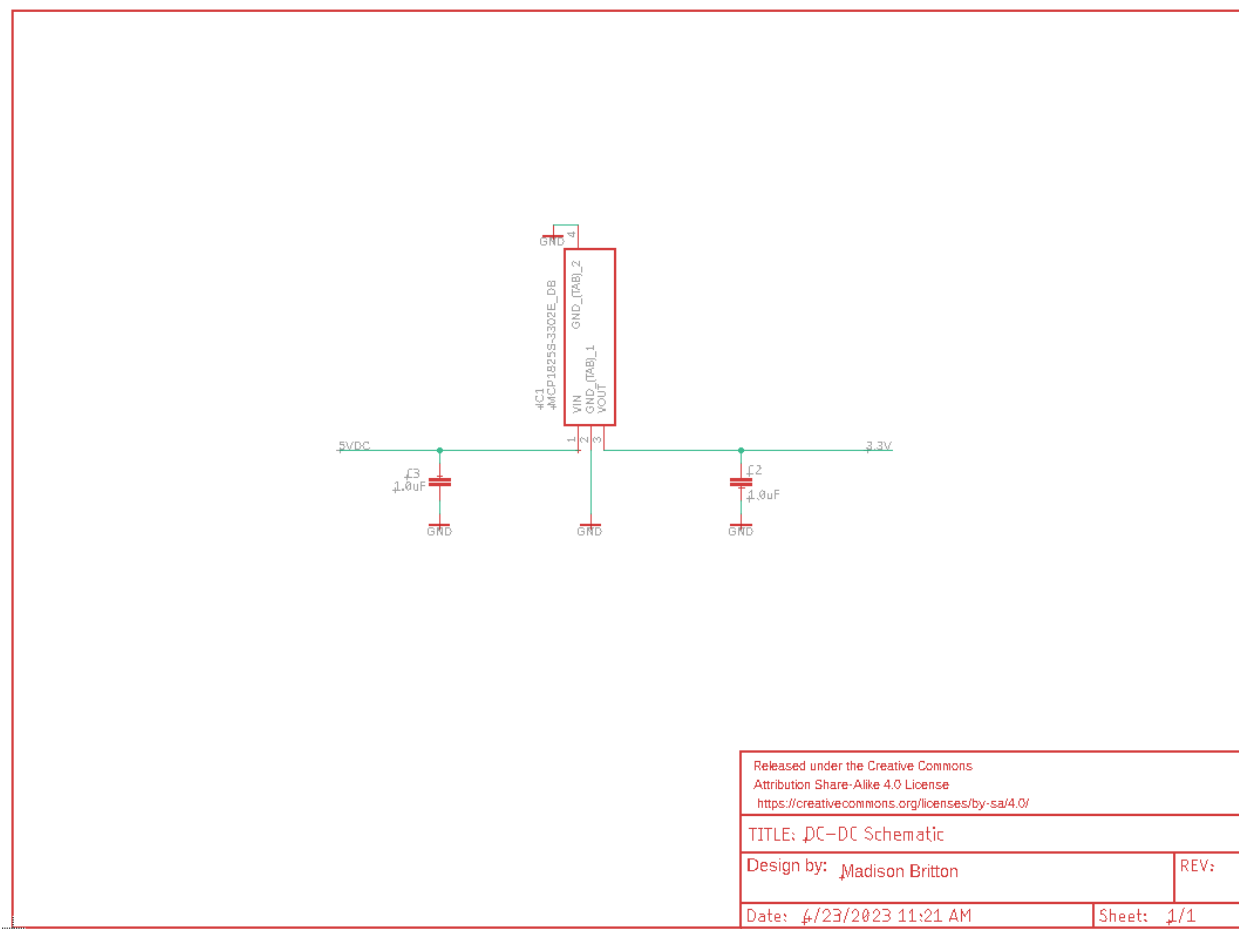 GND
4
GND_(TAB)_2
IC1
MCP1825S-3302E_DB
VIN
GND_(TAB)_1
VOUT
1
2
3
5VDC
3.3V
C3
1.0uF
C2
1.0uF
GND
GND
GND
Released under the Creative Commons
Attribution Share-Alike 4.0 License
https://creativecommons.org/licenses/by-sa/4.0/
TITLE: DC-DC Schematic
Design by: Madison Britton
REV:
Date: 4/23/2023 11:21 AM
Sheet: 1/1